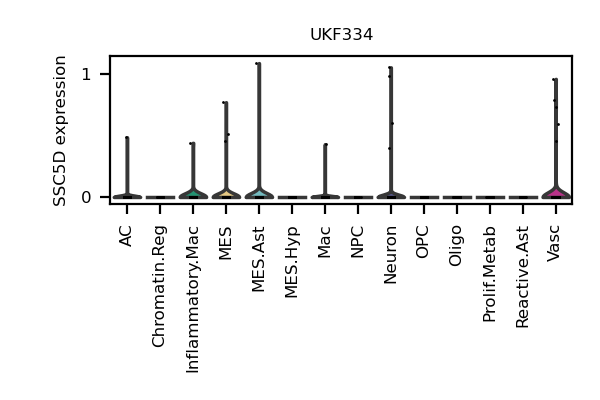 UKF334
SSC5D expression
1
0
AC
Chromatin.Reg
Inflammatory.Mac
MES
MES.Ast
MES.Hyp
Mac
NPC
Neuron
OPC
Oligo
Prolif.Metab
Reactive.Ast
Vasc